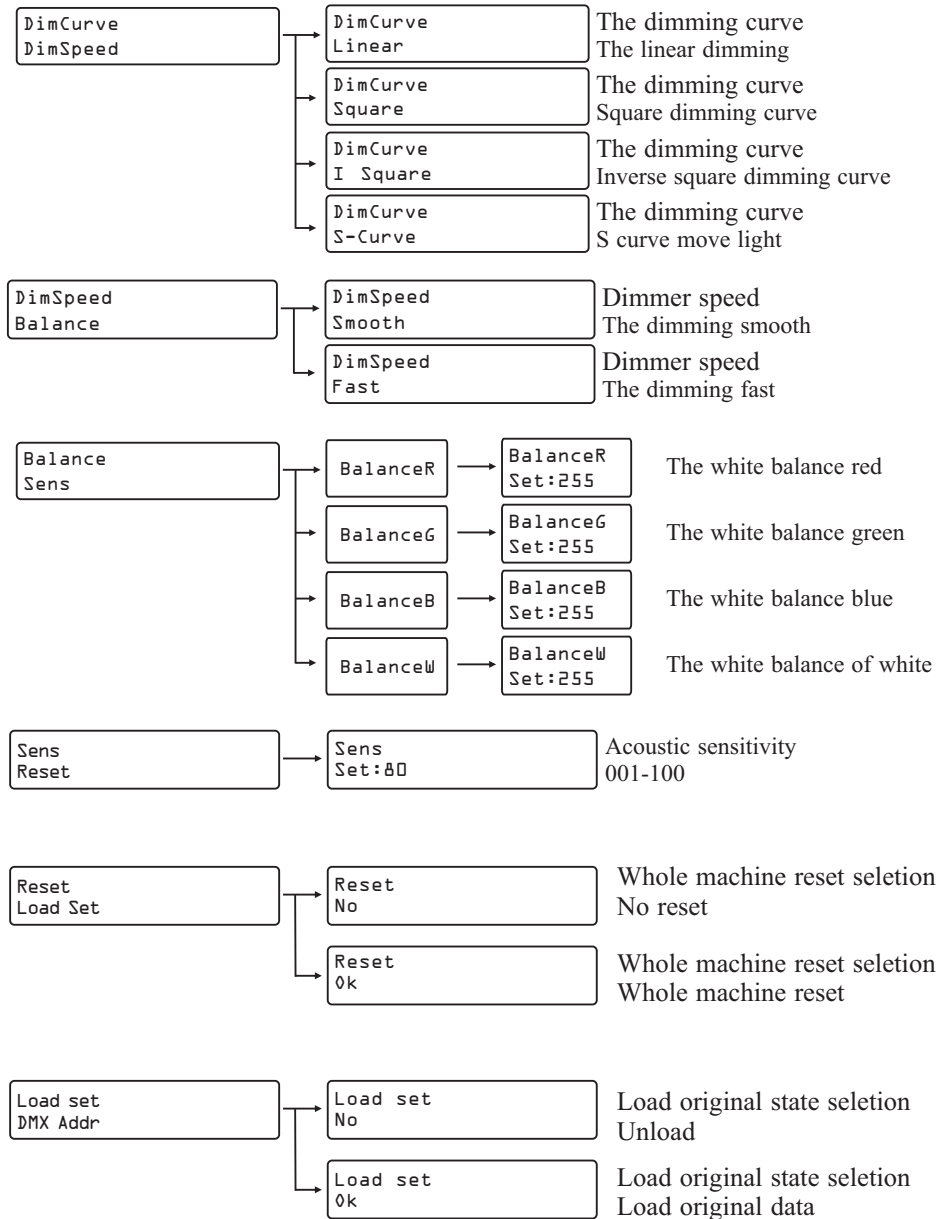 DimCurve
DimSpeed
DimCurve
Linear
The dimming curve
The linear dimming
DimCurve
Square
The dimming curve
Square dimming curve
DimCurve
I Square
The dimming curve
Inverse square dimming curve
DimCurve
S-Curve
The dimming curve
S curve move light
DimSpeed
Balance
DimSpeed
Smooth
Dimmer speed
The dimming smooth
DimSpeed
Fast
Dimmer speed
The dimming fast
Balance
Sens
BalanceR
BalanceR
Set:255
The white balance red
BalanceG
BalanceG
Set:255
The white balance green
BalanceB
BalanceB
Set:255
The white balance blue
BalanceW
BalanceW
Set:255
The white balance of white
Sens
Reset
Sens
Set:80
Acoustic sensitivity
001-100
Reset
Load Set
Reset
No
Whole machine reset seletion
No reset
Reset
Ok
Whole machine reset seletion
Whole machine reset
Load set
DMX Addr
Load set
No
Load original state seletion
Unload
Load set
Ok
Load original state seletion
Load original data